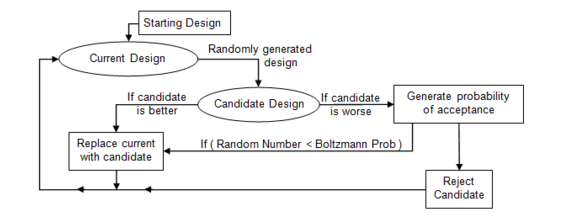 Starting Design
Current Design
Randomly generated
design
If candidate
is better
Candidate Design
If candidate
is worse
Generate probability
of acceptance
Replace current
with candidate
If ( Random Number < Boltzmann Prob )
Reject
Candidate